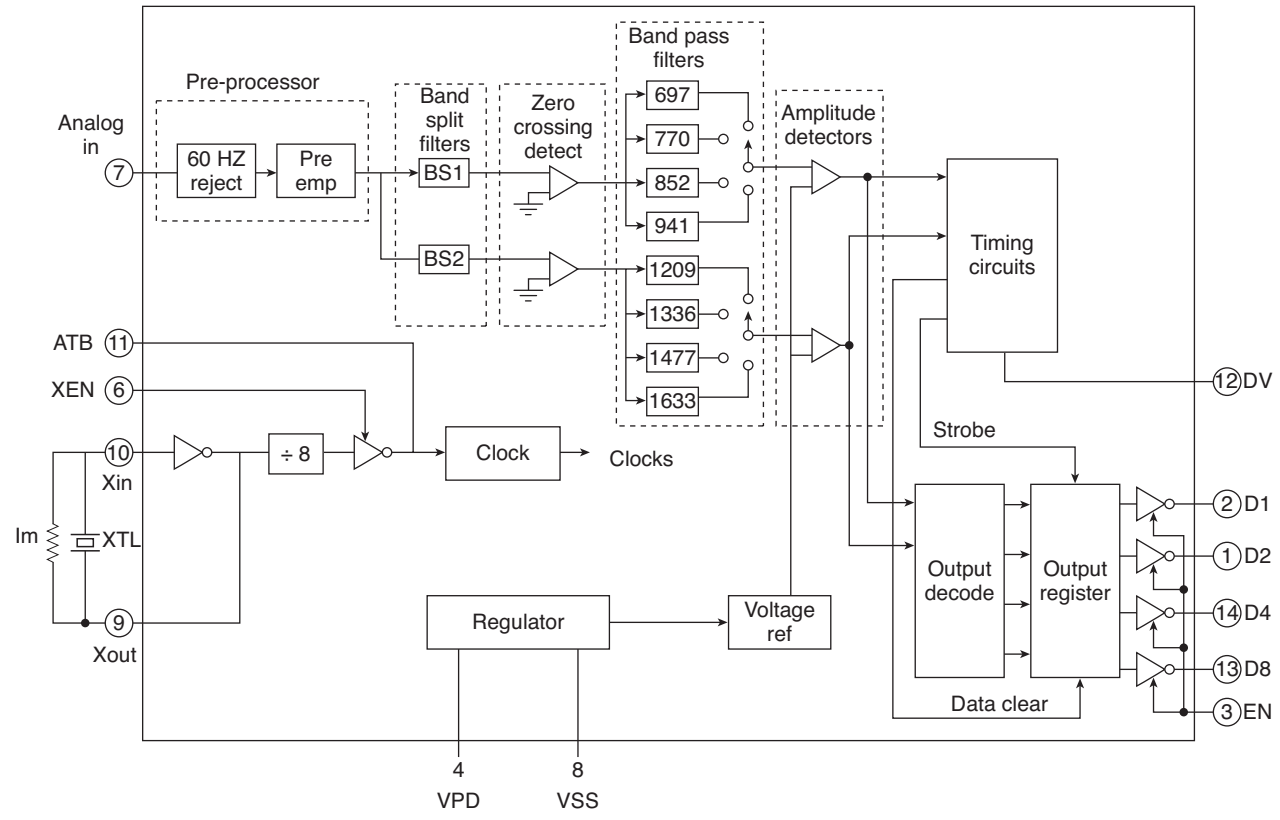 Band pass
filters
Pre-processor
Band
split
filters
Zero
crossing
detect
Amplitude
detectors
Analog
in
7
60 HZ
reject
Pre
emp
BS1
BS2
697
770
852
941
1209
1336
1477
1633
Timing
circuits
ATB 11
XEN 6
10
Xin
÷ 8
Clock
Clocks
Im
XTL
9
Xout
12 DV
Strobe
Output
decode
Output
register
2 D1
1 D2
14 D4
13 D8
3 EN
Data clear
Regulator
Voltage
ref
4
VPD
8
VSS